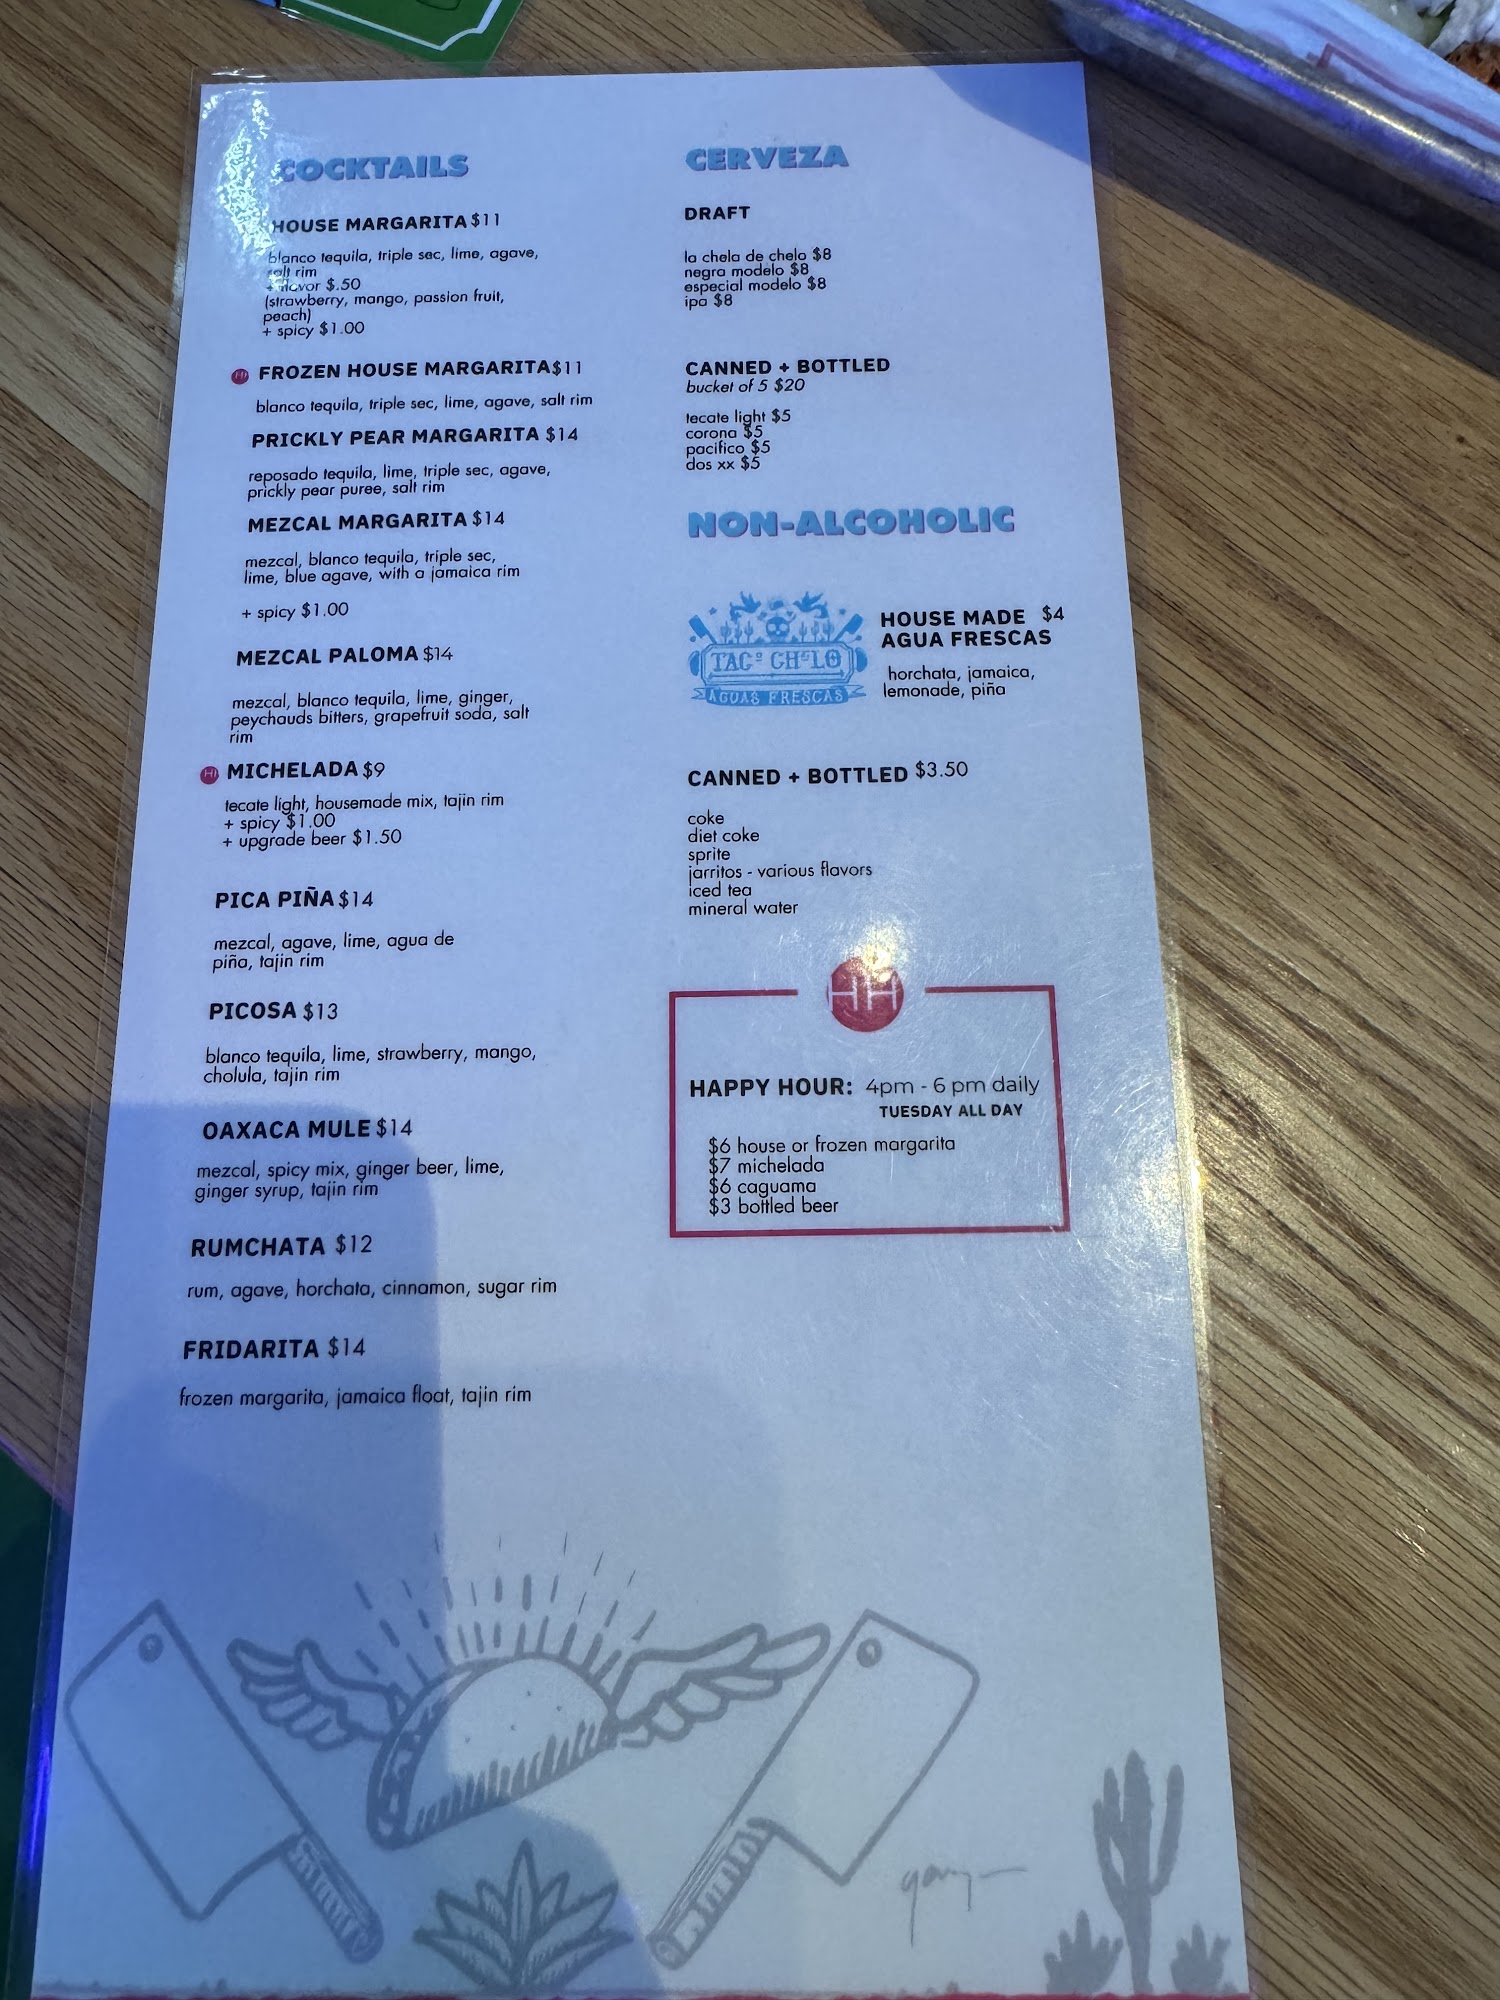 COCKTAILS
HOUSE MARGARITA $11
blanco tequila, triple sec, lime, agave,
salt rim
+ flavor $.50
(strawberry, mango, passion fruit,
peach)
+ spicy $1.00
HH FROZEN HOUSE MARGARITA $11
blanco tequila, triple sec, lime, agave, salt rim
PRICKLY PEAR MARGARITA $14
reposado tequila, lime, triple sec, agave,
prickly pear puree, salt rim
MEZCAL MARGARITA $14
mezcal, blanco tequila, triple sec,
lime, blue agave, with a jamaica rim
+ spicy $1.00
MEZCAL PALOMA $14
mezcal, blanco tequila, lime, ginger,
peychauds bitters, grapefruit soda, salt
rim
HH MICHELADA $9
tecate light, housemade mix, tajin rim
+ spicy $1.00
+ upgrade beer $1.50
PICA PIÑA $14
mezcal, agave, lime, agua de
piña, tajin rim
PICOSA $13
blanco tequila, lime, strawberry, mango,
cholula, tajin rim
OAXACA MULE $14
mezcal, spicy mix, ginger beer, lime,
ginger syrup, tajin rim
RUMCHATA $12
rum, agave, horchata, cinnamon, sugar rim
FRIDARITA $14
frozen margarita, jamaica float, tajin rim
CERVEZA
DRAFT
la chela de chelo $8
negra modelo $8
especial modelo $8
ipa $8
CANNED + BOTTLED
bucket of 5 $20
tecate light $5
corona $5
pacifico $5
dos xx $5
NON-ALCOHOLIC
TACO CHELO
AGUAS FRESCAS
HOUSE MADE $4
AGUA FRESCAS
horchata, jamaica,
lemonade, piña
CANNED + BOTTLED $3.50
coke
diet coke
sprite
jarritos - various flavors
iced tea
mineral water
HH
HAPPY HOUR: 4pm - 6 pm daily
TUESDAY ALL DAY
$6 house or frozen margarita
$7 michelada
$6 caguama
$3 bottled beer